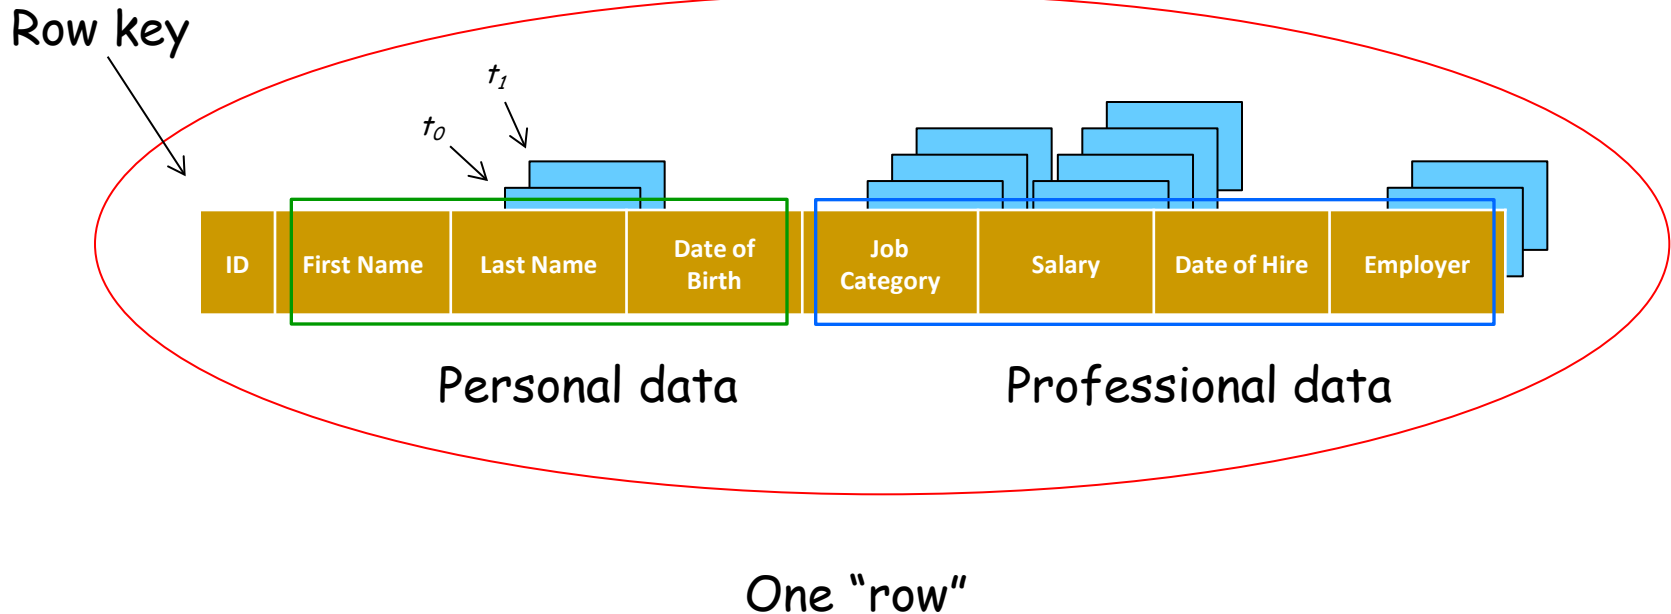 Row key
t₁
t₀
ID
First Name
Last Name
Date of
Birth
Job
Category
Salary
Date of Hire
Employer
Personal data
Professional data
One “row”